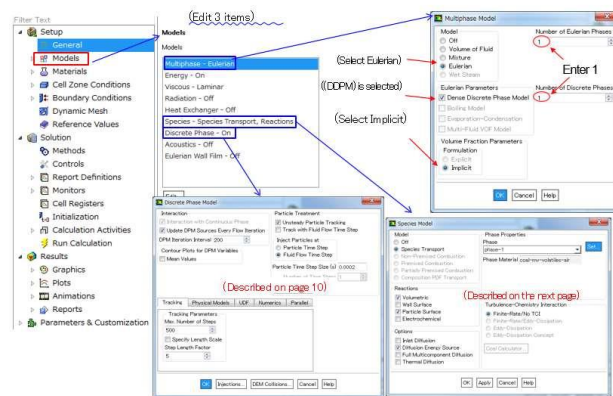 Filter Text
Setup
General
Models
Materials
Cell Zone Conditions
Boundary Conditions
Dynamic Mesh
Reference Values
Solution
Methods
Controls
Report Definitions
Monitors
Cell Registers
Initialization
Calculation Activities
Run Calculation
Results
Graphics
Plots
Animations
Reports
Parameters & Customization
(Edit 3 items)
Models
Models
Multiphase - Eulerian
Energy - On
Viscous - Laminar
Radiation - Off
Heat Exchanger - Off
Species - Species Transport, Reactions
Discrete Phase - On
Acoustics - Off
Eulerian Wall Film - Off
Edit...
(Select Eulerian)
((DDPM) is selected)
(Select Implicit)
Multiphase Model
Model
Off
Volume of Fluid
Mixture
Eulerian
Wet Steam
Number of Eulerian Phases
1
Enter 1
Eulerian Parameters
Dense Discrete Phase Model
Boiling Model
Evaporation-Condensation
Multi-Fluid VOF Model
Number of Discrete Phases
1
Volume Fraction Parameters
Formulation
Explicit
Implicit
OK Cancel Help
Discrete Phase Model
Interaction
Interaction with Continuous Phase
Update DPM Sources Every Flow Iteration
DPM Iteration Interval 200
Contour Plots for DPM Variables
Mean Values
Particle Treatment
Unsteady Particle Tracking
Track with Fluid Flow Time Step
Inject Particles at
Particle Time Step
Fluid Flow Time Step
Particle Time Step Size (s) 0.0002
Number of Time Steps 1
(Described on page 10)
Tracking Physical Models UDF Numerics Parallel
Tracking Parameters
Max. Number of Steps
500
Specify Length Scale
Step Length Factor
5
OK Injections... DEM Collisions... Cancel Help
Species Model
Model
Off
Species Transport
Non-Premixed Combustion
Premixed Combustion
Partially Premixed Combustion
Composition PDF Transport
Phase Properties
Phase
phase-1
Set...
Phase Material coal-mv-volatiles-air
Reactions
Volumetric
Wall Surface
Particle Surface
Electrochemical
(Described on the next page)
Turbulence-Chemistry Interaction
Finite-Rate/No TCI
Finite-Rate/Eddy-Dissipation
Eddy-Dissipation
Eddy-Dissipation Concept
Coal Calculator...
Options
Inlet Diffusion
Diffusion Energy Source
Full Multicomponent Diffusion
Thermal Diffusion
OK Apply Cancel Help